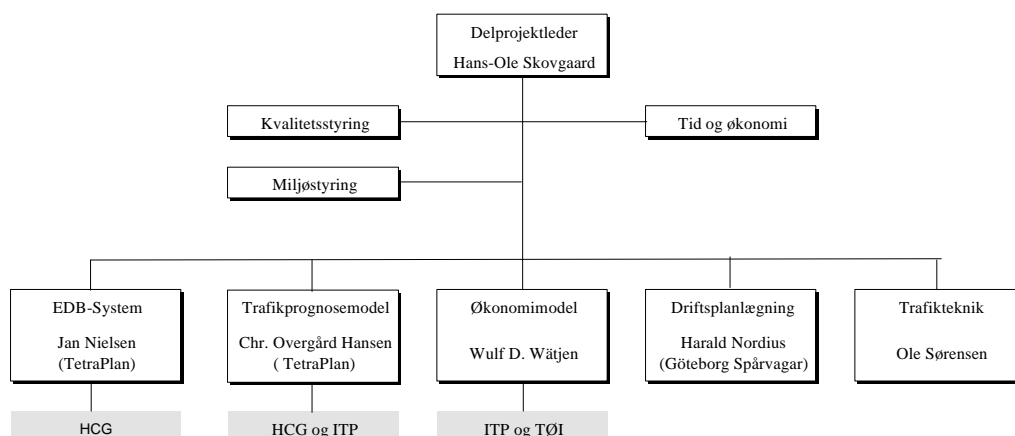 Delprojektleder
Hans-Ole Skovgaard
Kvalitetsstyring
Tid og økonomi
Miljøstyring
EDB-System
Jan Nielsen
(TetraPlan)
Trafikprognosemodel
Chr. Overgård Hansen
( TetraPlan)
Økonomimodel
Wulf D. Wätjen
Driftsplanlægning
Harald Nordius
(Göteborg Spårvagar)
Trafikteknik
Ole Sørensen
HCG
HCG og ITP
ITP og TØI